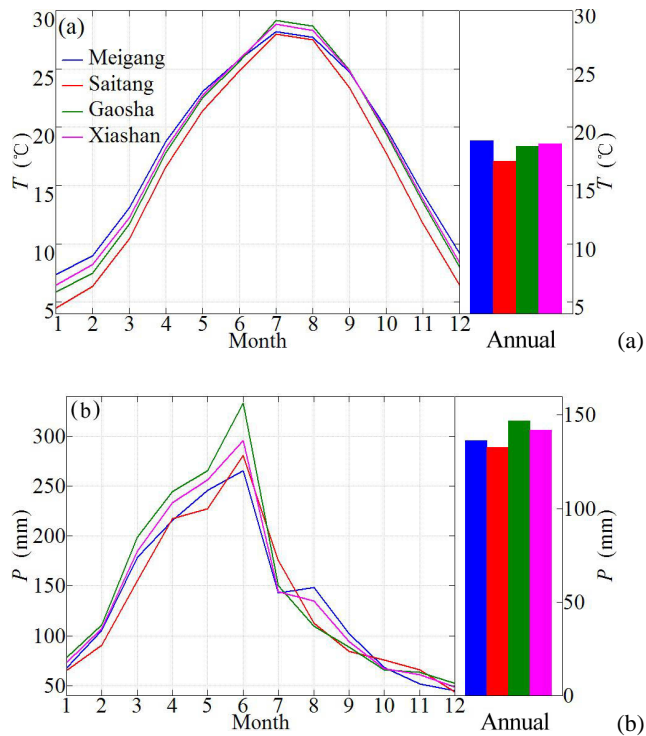 (a)
30
25
20
15
10
5
T (℃)
Meigang
Saitang
Gaosha
Xiashan
1 2 3 4 5 6 7 8 9 10 11 12
Month
30
25
20
15
10
5
T (℃)
Annual
(a)
(b)
300
250
200
150
100
50
P (mm)
1 2 3 4 5 6 7 8 9 10 11 12
Month
150
100
50
0
P (mm)
Annual
(b)